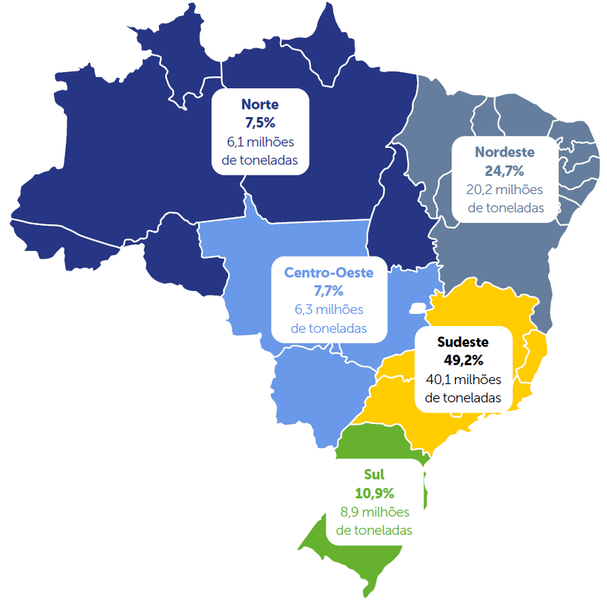 Norte
7,5%
6,1 milhões
de toneladas
Nordeste
24,7%
20,2 milhões
de toneladas
Centro-Oeste
7,7%
6,3 milhões
de toneladas
Sudeste
49,2%
40,1 milhões
de toneladas
Sul
10,9%
8,9 milhões
de toneladas